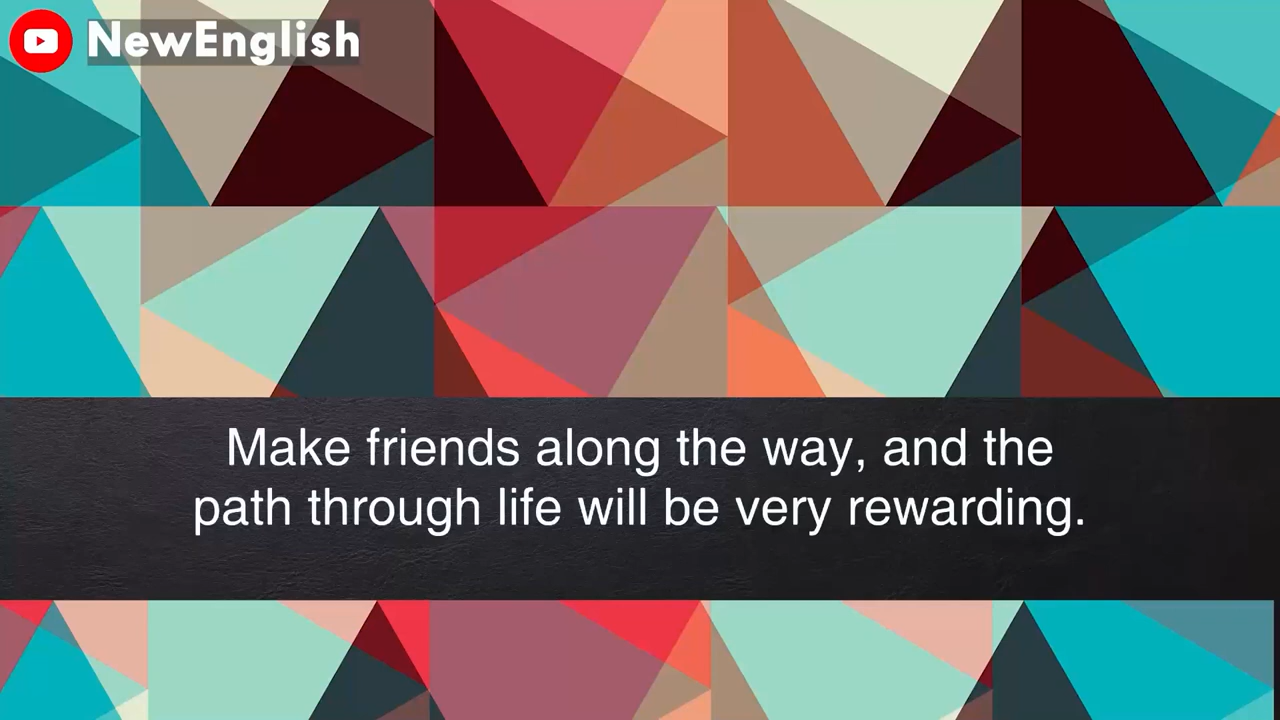 NewEnglish
Make friends along the way, and the
path through life will be very rewarding.